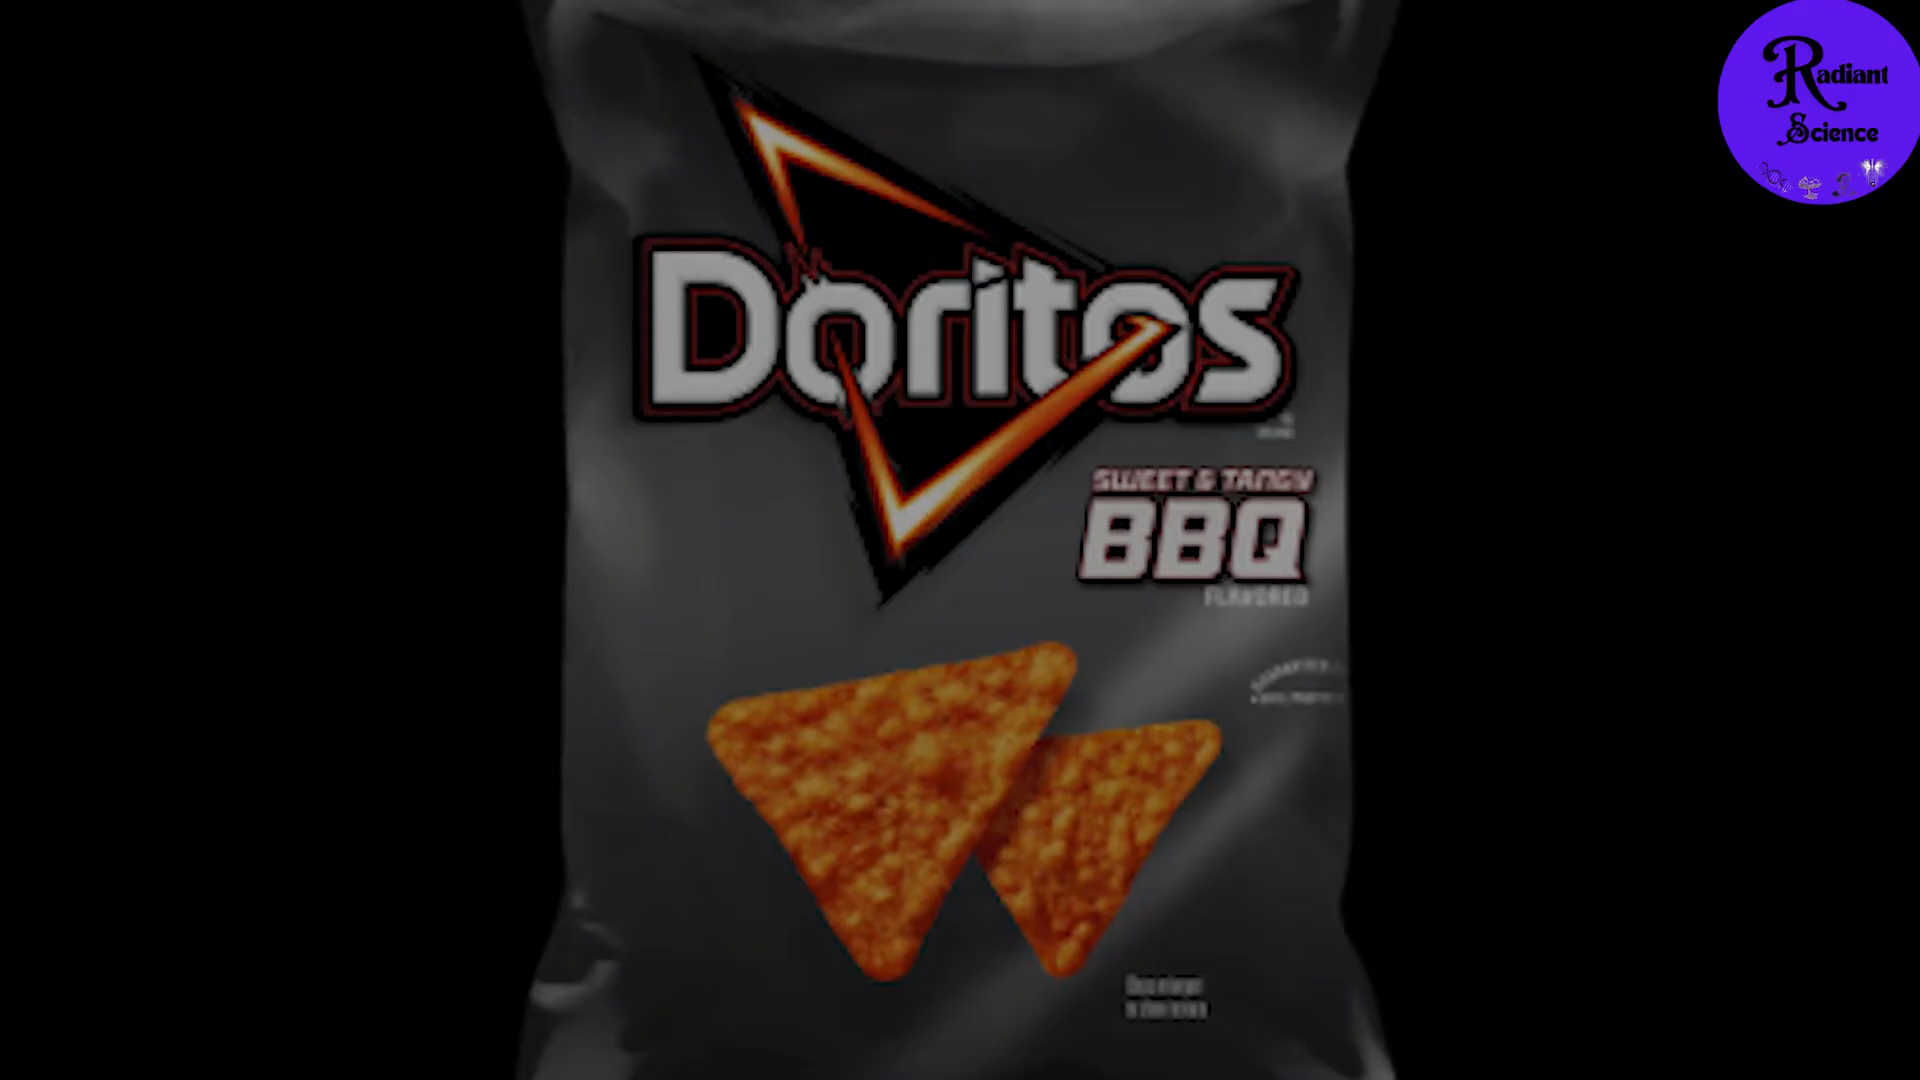 Radiant
Science
Doritos
SWEET & TANGY
BBQ
FLAVORED